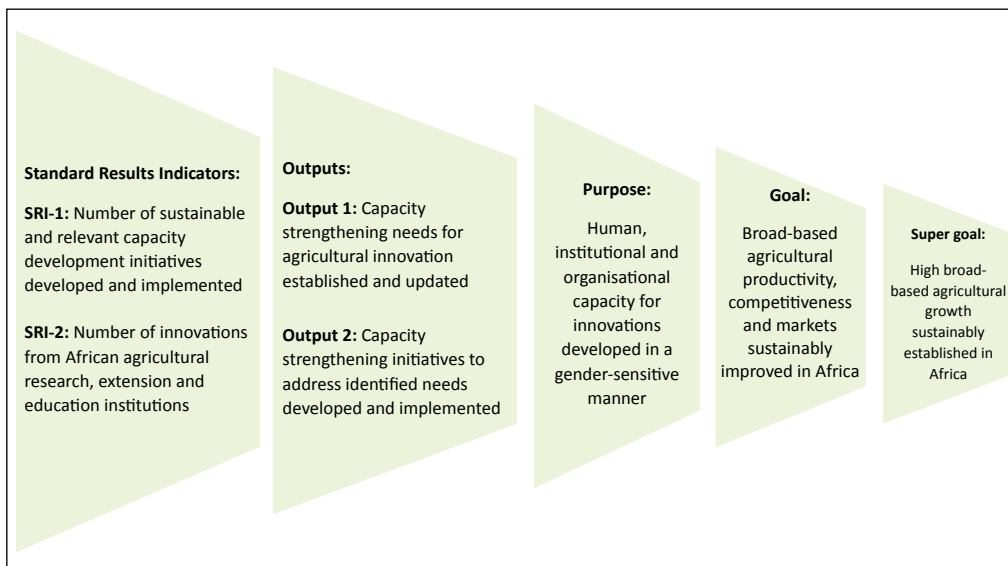 Standard Results Indicators:
SRI-1: Number of sustainable
and relevant capacity
development initiatives
developed and implemented
SRI-2: Number of innovations
from African agricultural
research, extension and
education institutions
Outputs:
Output 1: Capacity
strengthening needs for
agricultural innovation
established and updated
Output 2: Capacity
strengthening initiatives to
address identified needs
developed and implemented
Purpose:
Human,
institutional and
organisational
capacity for
innovations
developed in a
gender-sensitive
manner
Goal:
Broad-based
agricultural
productivity,
competitiveness
and markets
sustainably
improved in Africa
Super goal:
High broad-
based agricultural
growth
sustainably
established in
Africa